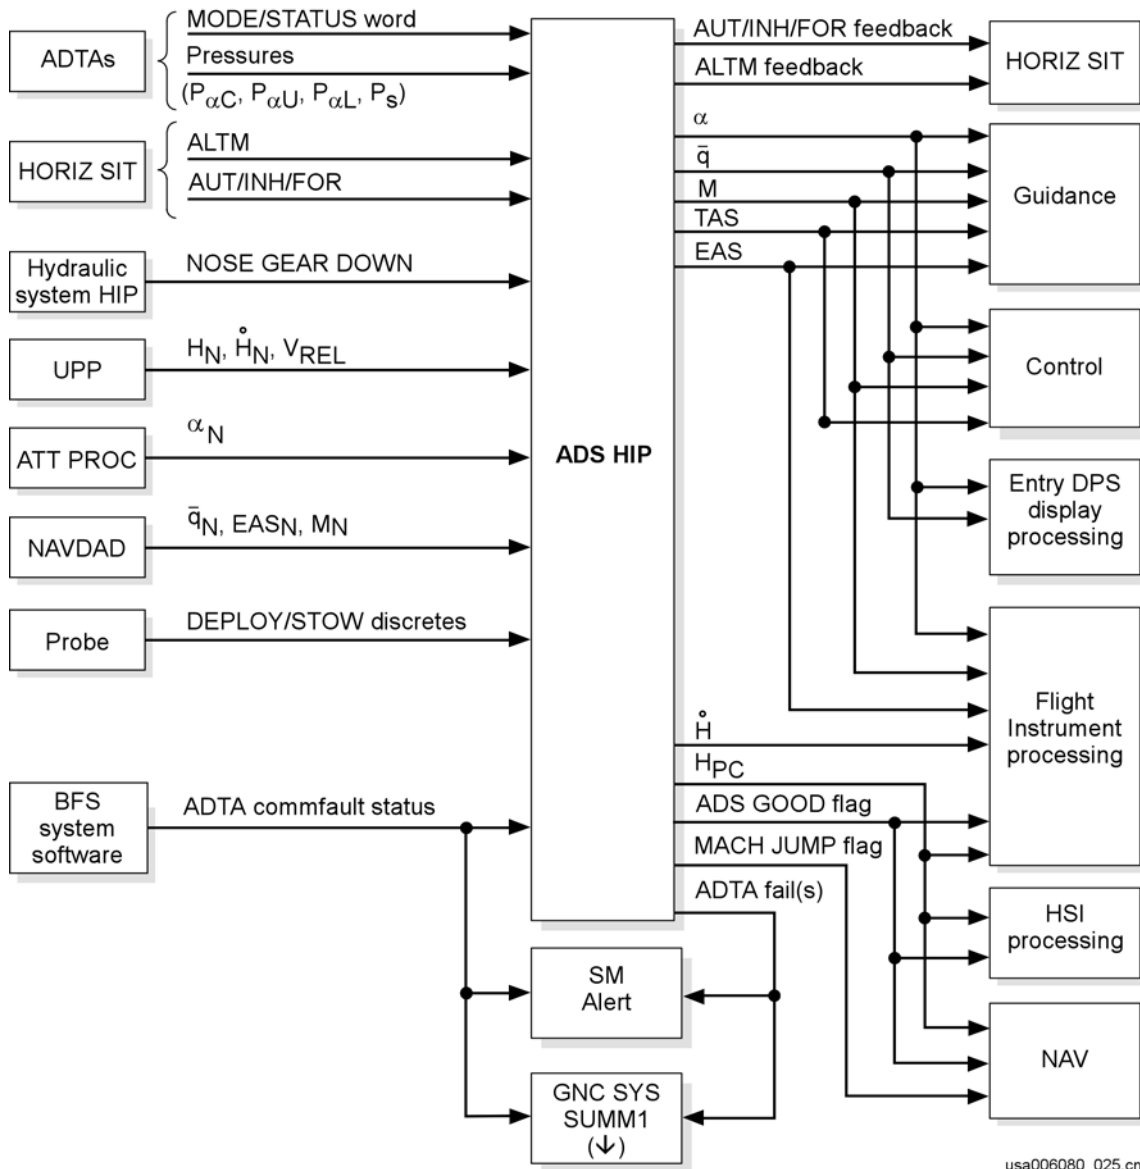 ADTAs
MODE/STATUS word
Pressures
(PαC, PαU, PαL, Ps)
HORIZ SIT
ALTM
AUT/INH/FOR
Hydraulic
system HIP
NOSE GEAR DOWN
UPP
HN, H̊N, VREL
ATT PROC
αN
NAVDAD
q̄N, EASN, MN
Probe
DEPLOY/STOW discretes
BFS
system
software
ADTA commfault status
ADS HIP
SM
Alert
GNC SYS
SUMM1
(↓)
AUT/INH/FOR feedback
ALTM feedback
HORIZ SIT
α
q̄
M
TAS
EAS
Guidance
Control
Entry DPS
display
processing
H̊
HPC
ADS GOOD flag
MACH JUMP flag
ADTA fail(s)
Flight
Instrument
processing
HSI
processing
NAV